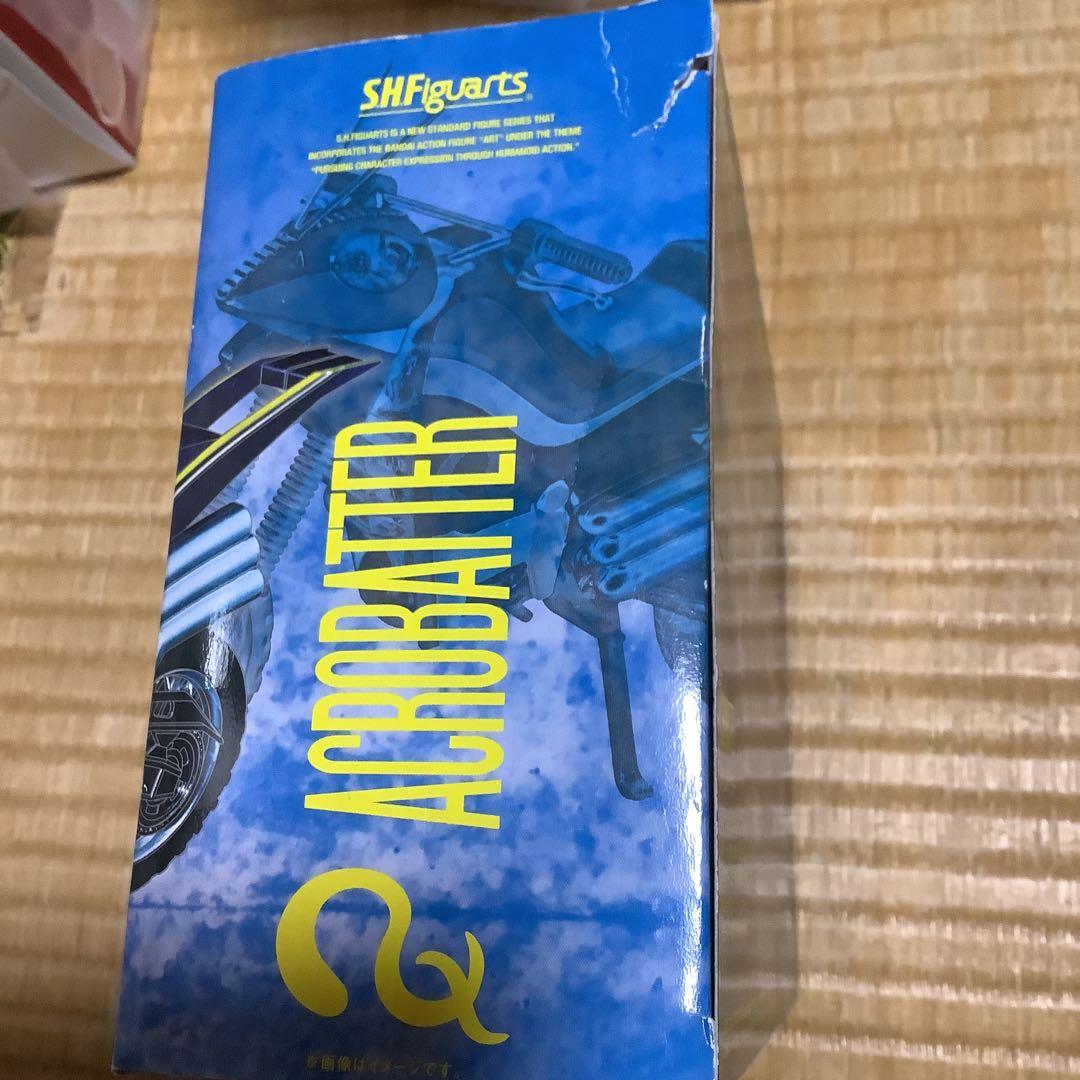 S.H.Figuarts
S.H.FIGUARTS IS A NEW STANDARD FIGURE SERIES THAT
INCORPORATES THE BANDAI ACTION FIGURE "ART" UNDER THE THEME
"PURSUING CHARACTER EXPRESSION THROUGH HUMANOID ACTION."
ACROBATTER
※画像はイメージです。